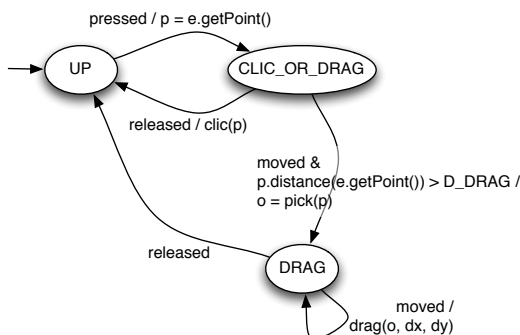 pressed / p = e.getPoint()
UP
CLIC_OR_DRAG
released / clic(p)
moved &
p.distance(e.getPoint()) > D_DRAG /
o = pick(p)
released
DRAG
moved /
drag(o, dx, dy)